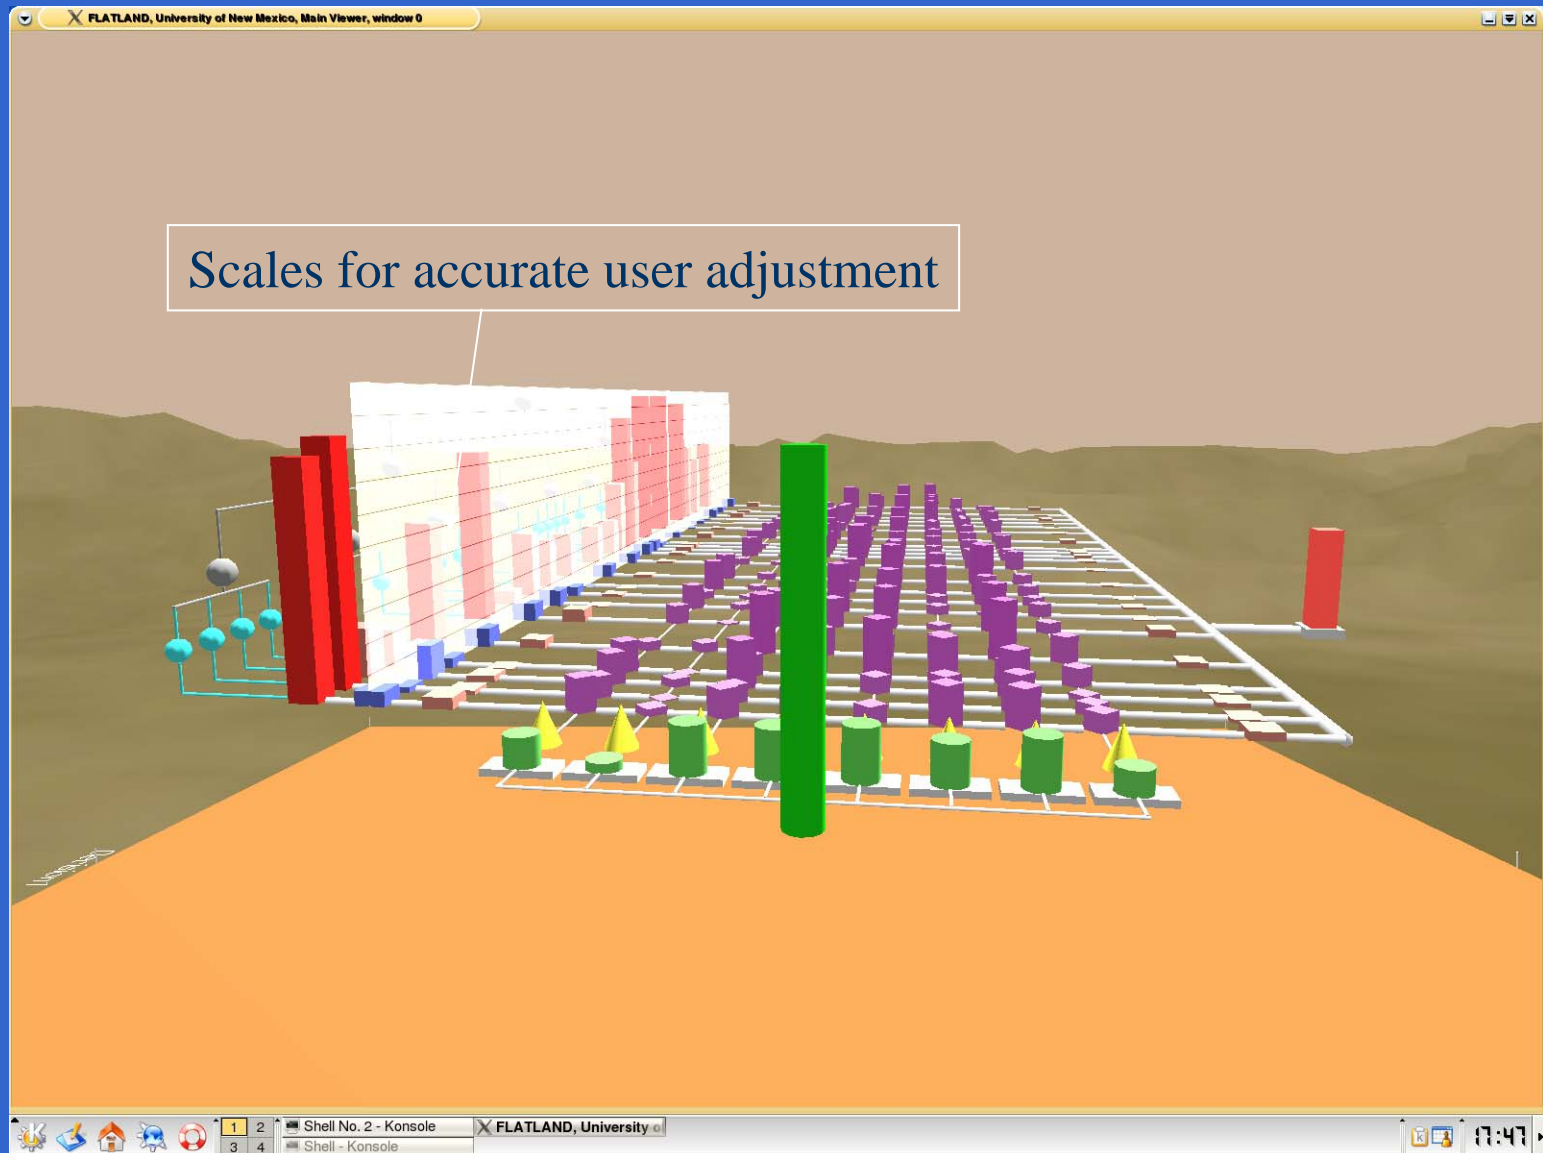 FLATLAND, University of New Mexico, Main Viewer, window 0
Scales for accurate user adjustment
1 2
3 4
Shell No. 2 - Konsole
Shell - Konsole
FLATLAND, University o
17:47